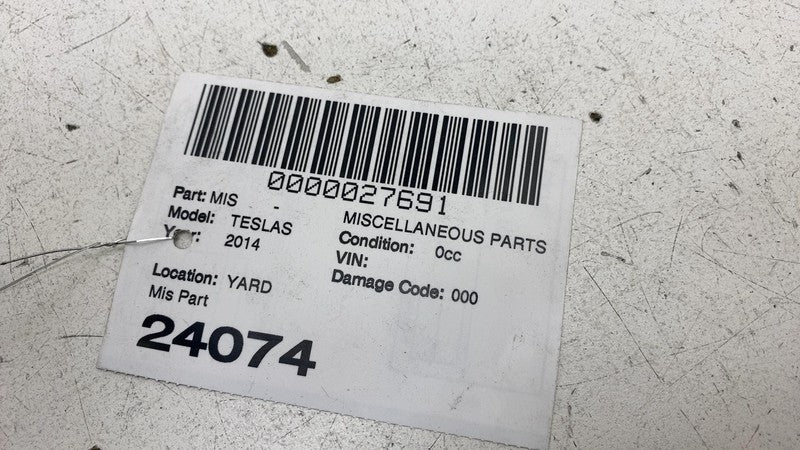 0000027691
Part: MIS - MISCELLANEOUS PARTS
Model: TESLAS Condition: 0cc
Year: 2014 VIN:
Location: YARD Damage Code: 000
Mis Part
24074